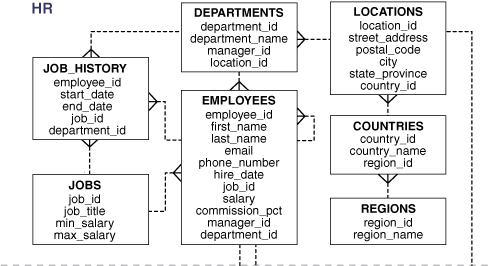 HR
DEPARTMENTS
department_id
department_name
manager_id
location_id
LOCATIONS
location_id
street_address
postal_code
city
state_province
country_id
JOB_HISTORY
employee_id
start_date
end_date
job_id
department_id
EMPLOYEES
employee_id
first_name
last_name
email
phone_number
hire_date
job_id
salary
commission_pct
manager_id
department_id
COUNTRIES
country_id
country_name
region_id
JOBS
job_id
job_title
min_salary
max_salary
REGIONS
region_id
region_name